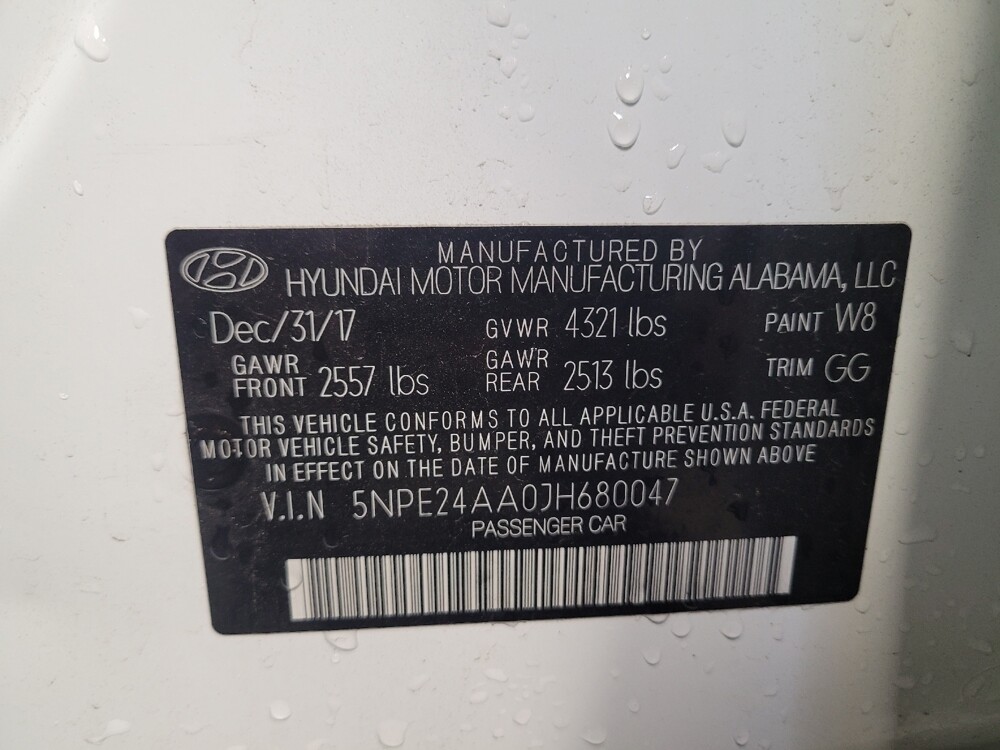 MANUFACTURED BY
HYUNDAI MOTOR MANUFACTURING ALABAMA, LLC
Dec/31/17 GVWR 4321 lbs PAINT W8
GAWR FRONT 2557 lbs GAWR REAR 2513 lbs TRIM GG
THIS VEHICLE CONFORMS TO ALL APPLICABLE U.S.A. FEDERAL
MOTOR VEHICLE SAFETY, BUMPER, AND THEFT PREVENTION STANDARDS
IN EFFECT ON THE DATE OF MANUFACTURE SHOWN ABOVE
V.I.N 5NPE24AA0JH680047
PASSENGER CAR